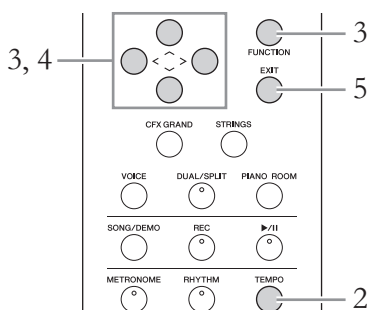 3
FUNCTION
3, 4
EXIT
5
CFX GRAND STRINGS
VOICE DUAL/SPLIT PIANO ROOM
SONG/DEMO REC ▶/II
METRONOME RHYTHM TEMPO
2